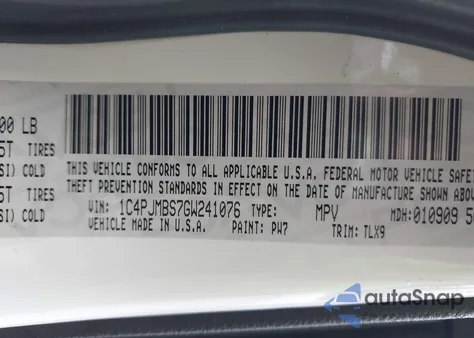 00 LB
5T TIRES
SI) COLD
5T TIRES
SI) COLD
THIS VEHICLE CONFORMS TO ALL APPLICABLE U.S.A. FEDERAL MOTOR VEHICLE SAFE
THEFT PREVENTION STANDARDS IN EFFECT ON THE DATE OF MANUFACTURE SHOWN ABO
VIN: 1C4PJMBS7GW241076 TYPE: MPV MDH: 010909 5
VEHICLE MADE IN U.S.A. PAINT: PW7 TRIM: TLX9
autoSnap